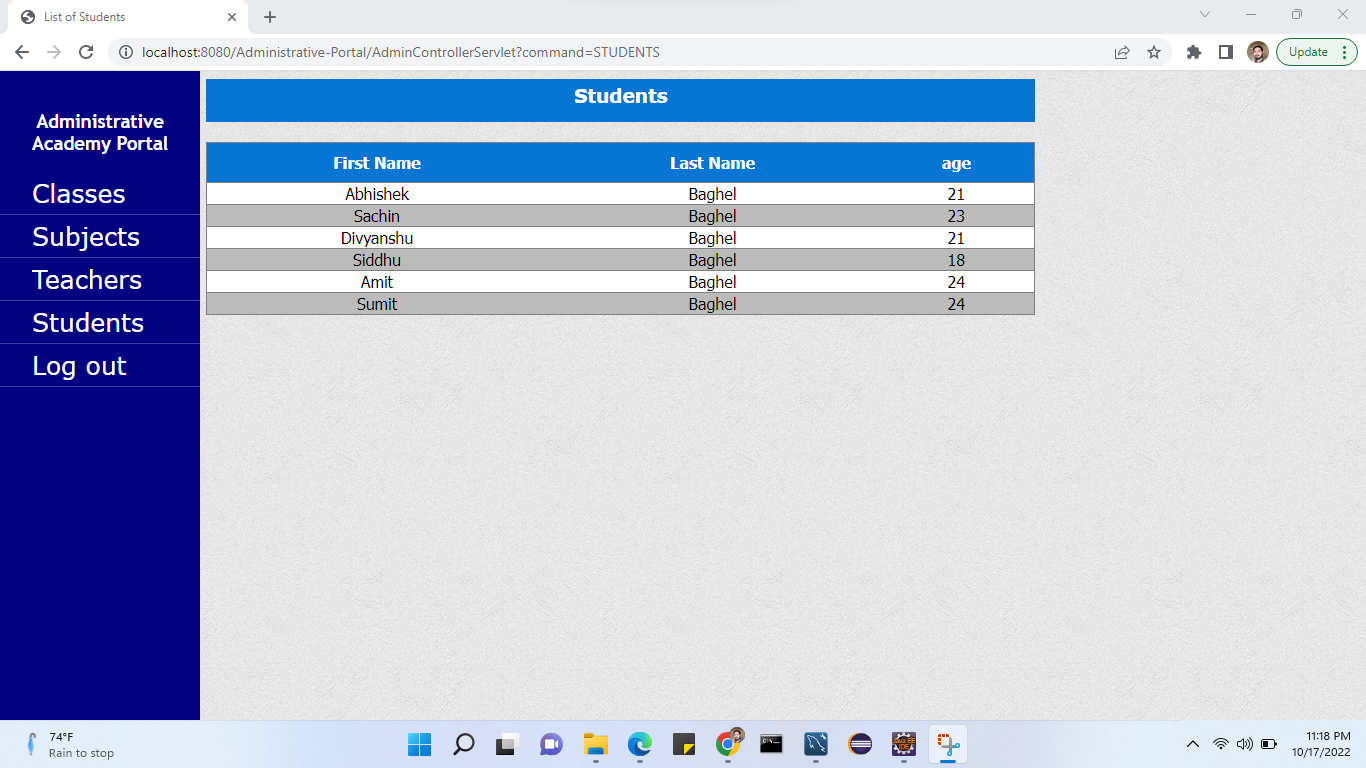 List of Students
localhost:8080/Administrative-Portal/AdminControllerServlet?command=STUDENTS
Update
Administrative
Academy Portal
Classes
Subjects
Teachers
Students
Log out
Students
First Name Last Name age
Abhishek Baghel 21
Sachin Baghel 23
Divyanshu Baghel 21
Siddhu Baghel 18
Amit Baghel 24
Sumit Baghel 24
74°F
Rain to stop
11:18 PM
10/17/2022